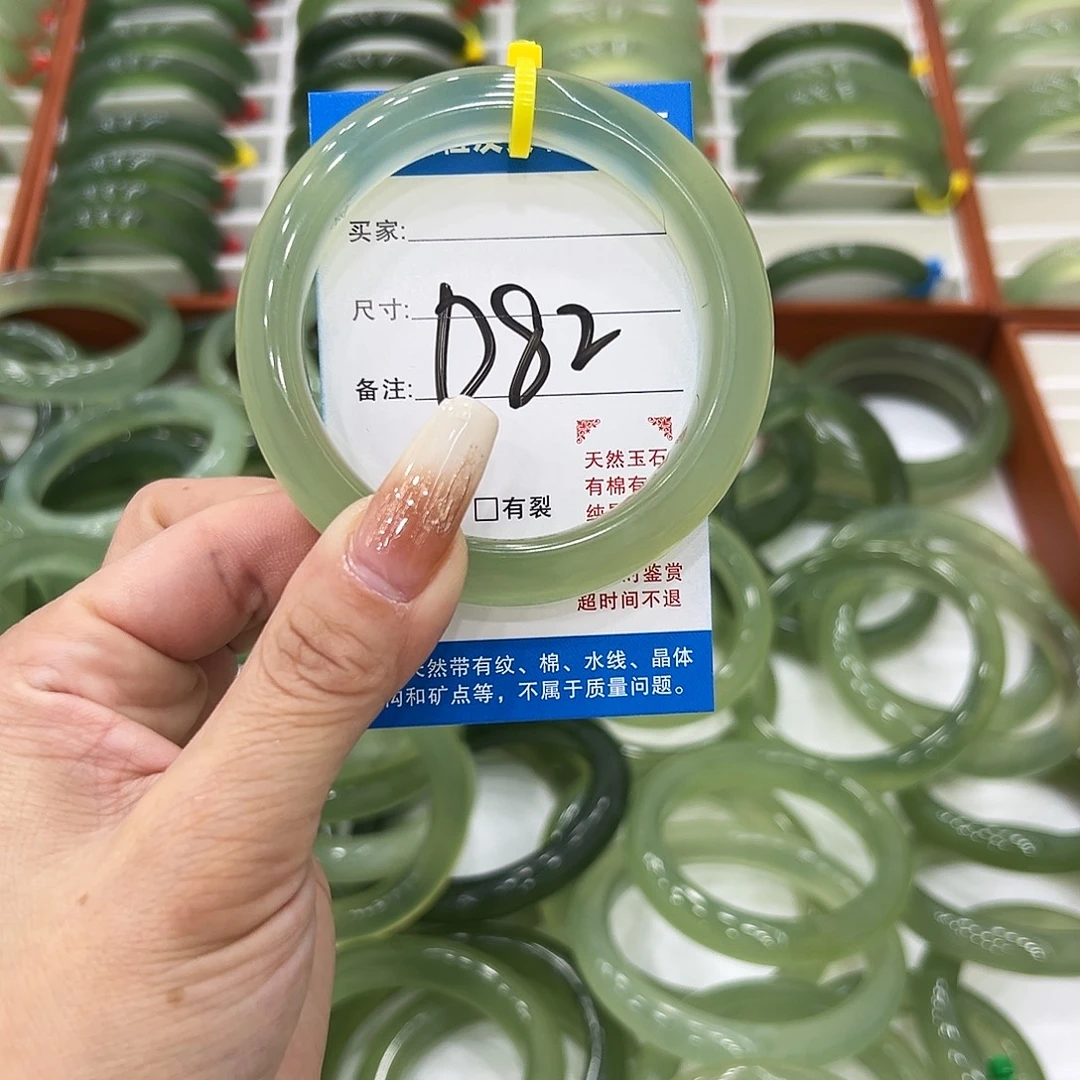 买家:
尺寸:
D82
备注:
□有裂
天然玉石
有棉有
鉴赏
超时间不退
然带有纹、棉、水线、晶体
和矿点等，不属于质量问题。